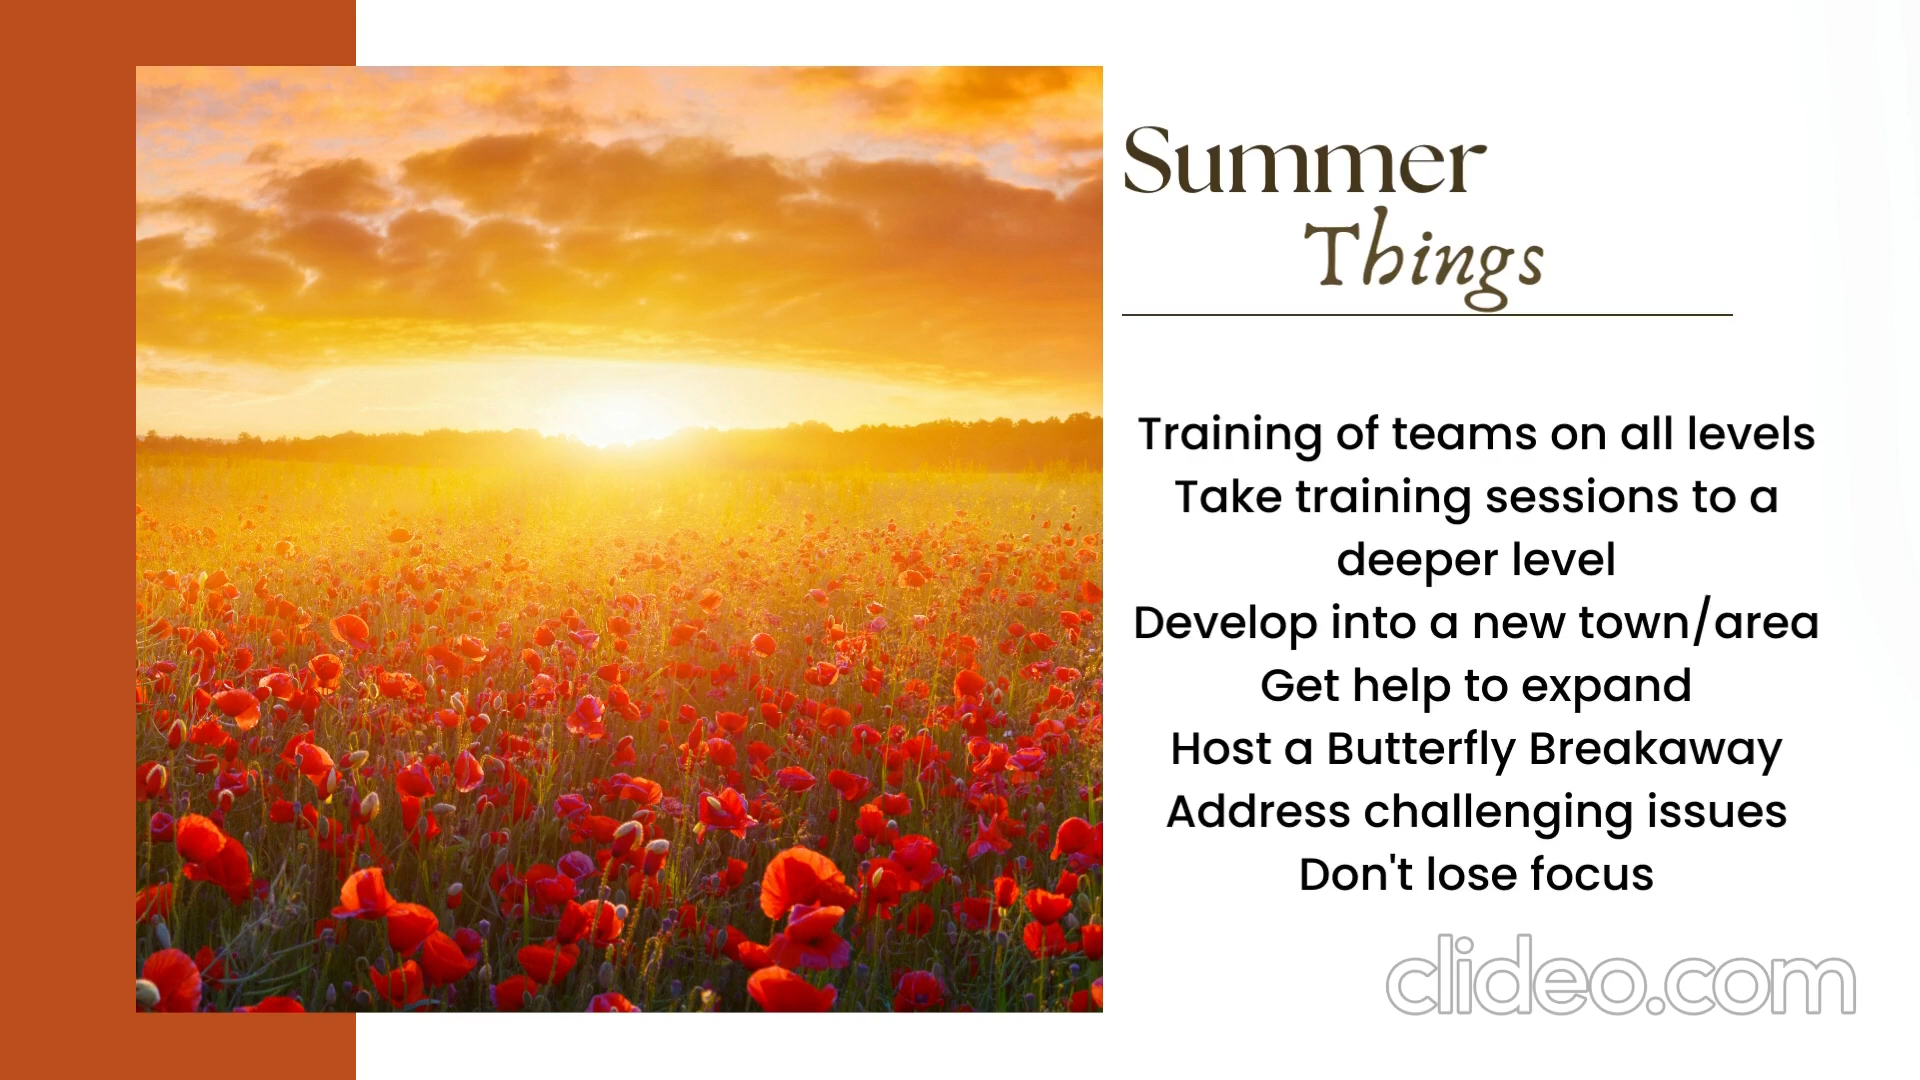 Summer
Things
Training of teams on all levels
Take training sessions to a
deeper level
Develop into a new town/area
Get help to expand
Host a Butterfly Breakaway
Address challenging issues
Don't lose focus
clideo.com